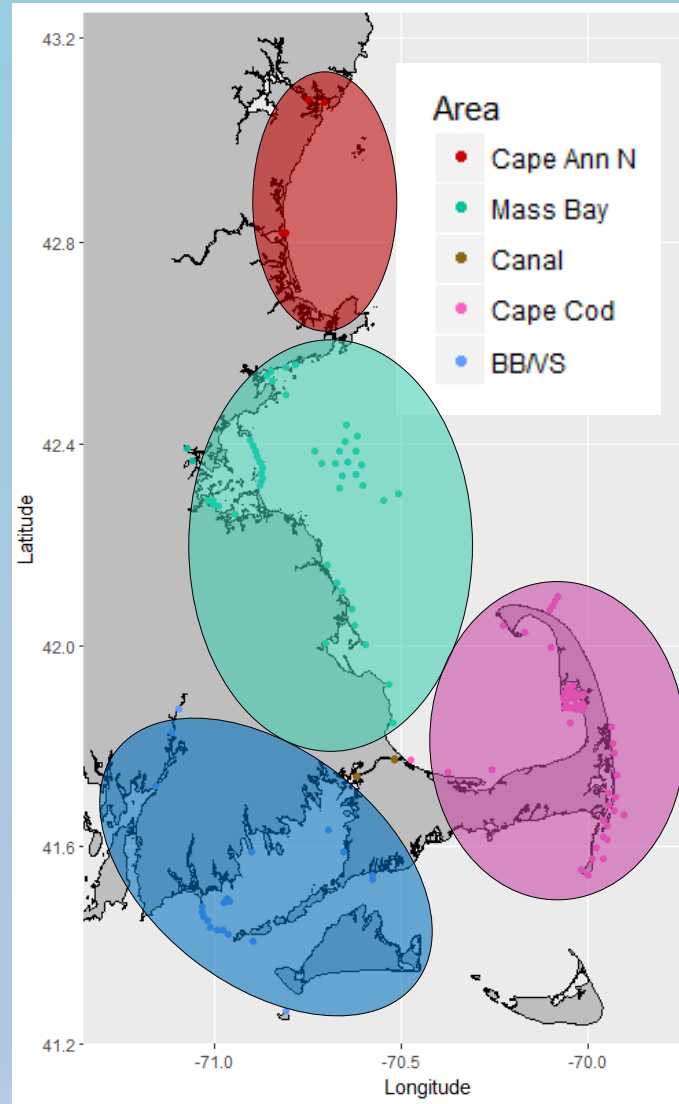 Area
Cape Ann N
Mass Bay
Canal
Cape Cod
BB/VS
43.2
42.8
42.4
42.0
41.6
41.2
Latitude
-71.0
-70.5
-70.0
Longitude